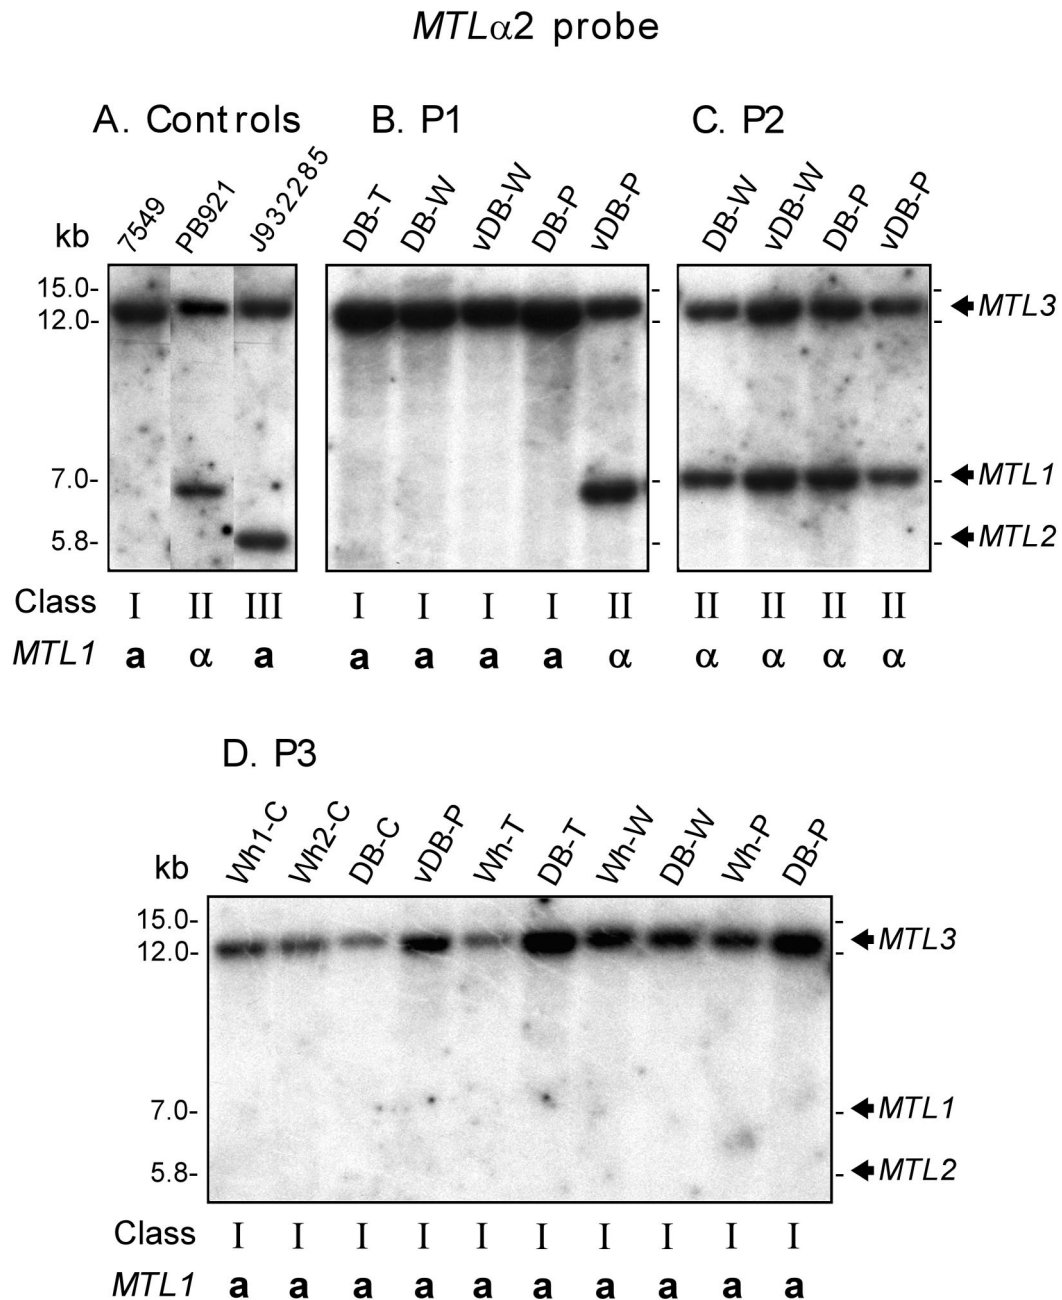 MTLα2 probe
A. Controls
B. P1
C. P2
kb
7549
PB921
J932285
DB-T
DB-W
vDB-W
DB-P
vDB-P
DB-W
vDB-W
DB-P
vDB-P
15.0-
12.0-
7.0-
5.8-
MTL3
MTL1
MTL2
Class I II III I I I I II II II II II
MTL1 a α a a a a a α α α α α
D. P3
kb
Wh1-C
Wh2-C
DB-C
vDB-P
Wh-T
DB-T
Wh-W
DB-W
Wh-P
DB-P
15.0-
12.0-
7.0-
5.8-
MTL3
MTL1
MTL2
Class I I I I I I I I I I
MTL1 a a a a a a a a a a